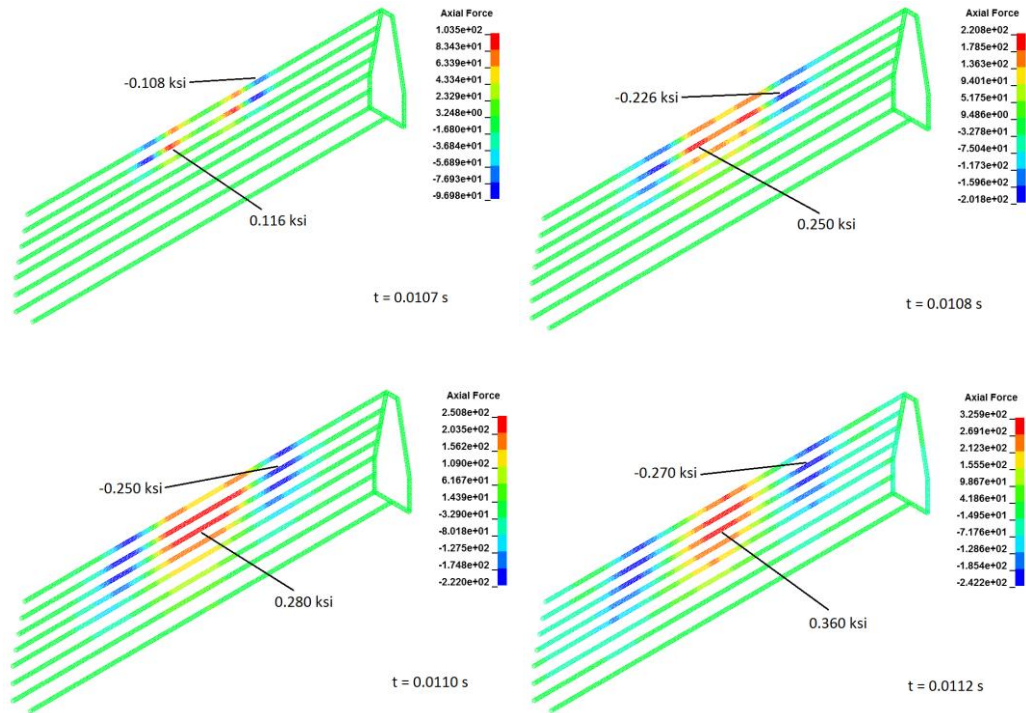 Axial Force
1.035e+02
8.343e+01
6.339e+01
4.334e+01
2.329e+01
3.248e+00
-1.680e+01
-3.684e+01
-5.689e+01
-7.693e+01
-9.698e+01
-0.108 ksi
0.116 ksi
t = 0.0107 s
Axial Force
2.208e+02
1.785e+02
1.363e+02
9.401e+01
5.175e+01
9.486e+00
-3.278e+01
-7.504e+01
-1.173e+02
-1.596e+02
-2.018e+02
-0.226 ksi
0.250 ksi
t = 0.0108 s
Axial Force
2.508e+02
2.035e+02
1.562e+02
1.090e+02
6.167e+01
1.439e+01
-3.290e+01
-8.018e+01
-1.275e+02
-1.748e+02
-2.220e+02
-0.250 ksi
0.280 ksi
t = 0.0110 s
Axial Force
3.259e+02
2.691e+02
2.123e+02
1.555e+02
9.867e+01
4.186e+01
-1.495e+01
-7.176e+01
-1.286e+02
-1.854e+02
-2.422e+02
-0.270 ksi
0.360 ksi
t = 0.0112 s